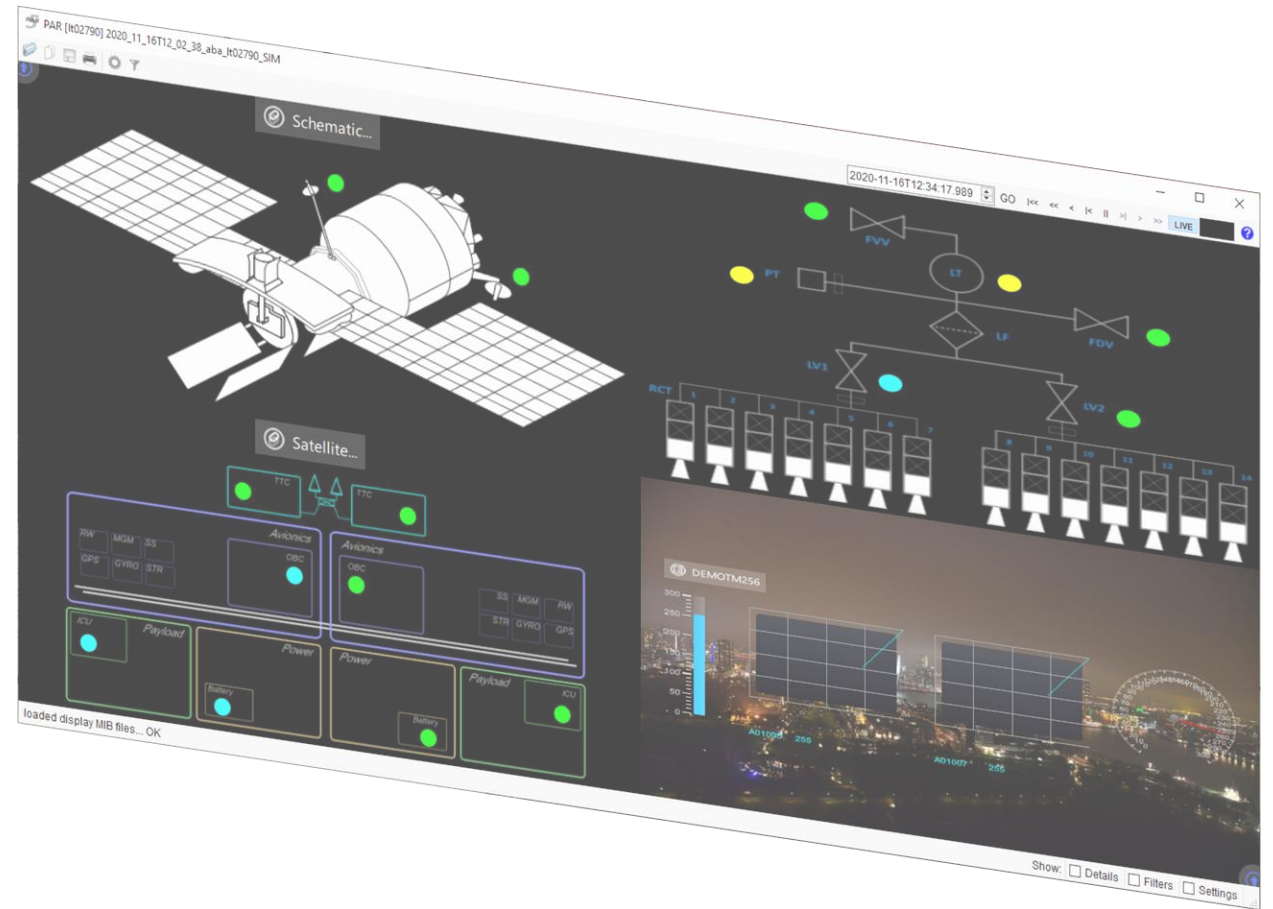 PAR [lt02790] 2020_11_16T12_02_38_aba_lt02790_SIM
2020-11-16T12:34:17.989 GO |<< << < |< || >| > >> LIVE ?
Schematic...
FVV
LT
PT
LF
FDV
LV1
LV2
RCT 1 2 3 4 5 6 7
8 9 10 11 12 13 14
Satellite...
TTC TTC
Avionics Avionics
RW MGM SS OBC
GPS GYRO STR
OBC SS MGM RW
STR GYRO GPS
ICU Payload
Power
Battery
Power
Battery
Payload ICU
DEMOTM256
300
250
200
150
100
50
0
255
A01007 255
loaded display MIB files... OK
Show: Details Filters Settings